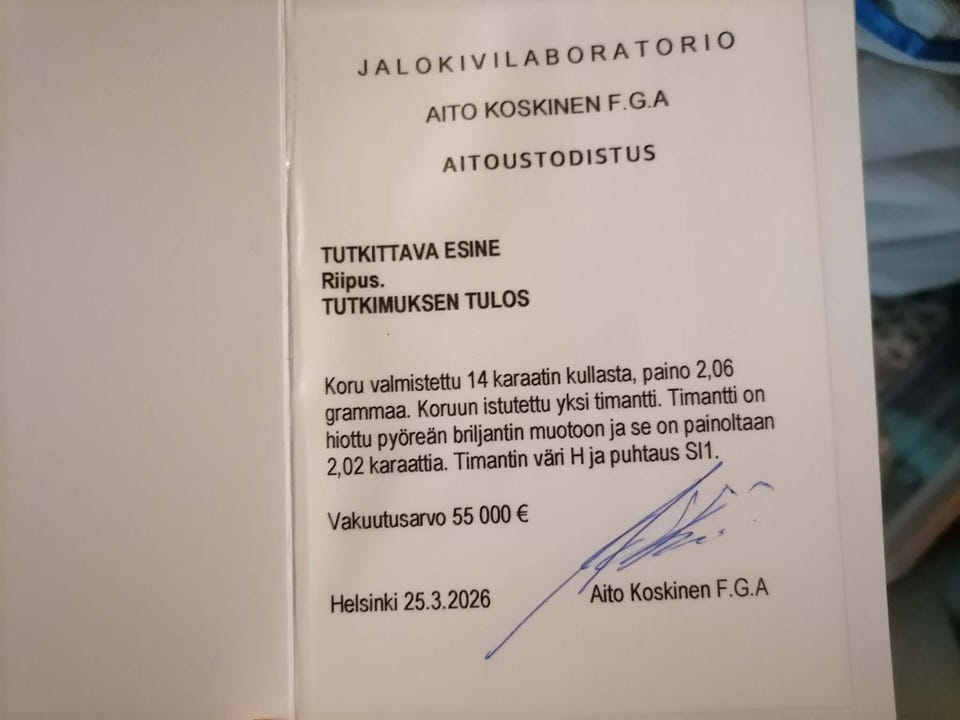 JALOKIVILABORATORIO
AITO KOSKINEN F.G.A
AITOUSTODISTUS
TUTKITTAVA ESINE
Riipus.
TUTKIMUKSEN TULOS
Koru valmistettu 14 karaatin kullasta, paino 2,06
grammaa. Koruun istutettu yksi timantti. Timantti on
hiottu pyöreän briljantin muotoon ja se on painoltaan
2,02 karaattia. Timantin väri H ja puhtaus SI1.
Vakuutusarvo 55 000 €
Helsinki 25.3.2026 Aito Koskinen F.G.A